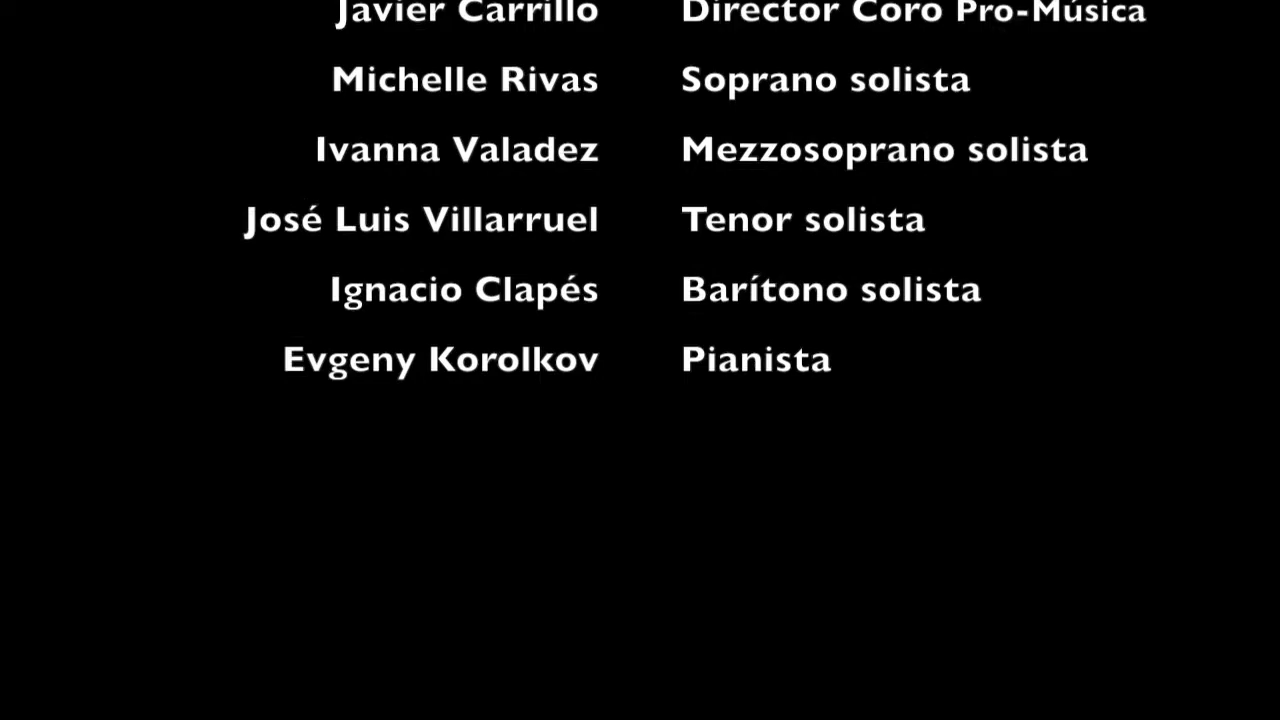 Javier Carrillo Director Coro Pro-Música
Michelle Rivas Soprano solista
Ivanna Valadez Mezzosoprano solista
José Luis Villarruel Tenor solista
Ignacio Clapés Barítono solista
Evgeny Korolkov Pianista